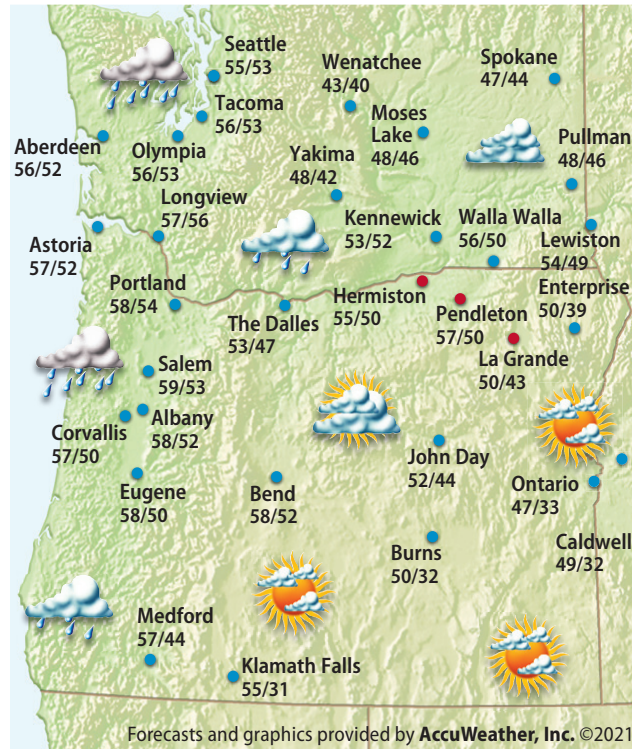 Seattle
55/53
Wenatchee
43/40
Spokane
47/44
Tacoma
56/53
Moses
Lake
48/46
Aberdeen
56/52
Olympia
56/53
Yakima
48/42
Pullman
48/46
Longview
57/56
Kennewick
53/52
Walla Walla
56/50
Lewiston
54/49
Astoria
57/52
Portland
58/54
The Dalles
53/47
Hermiston
55/50
Pendleton
57/50
Enterprise
50/39
La Grande
50/43
Salem
59/53
Albany
58/52
Corvallis
57/50
John Day
52/44
Eugene
58/50
Bend
58/52
Ontario
47/33
Burns
50/32
Caldwell
49/32
Medford
57/44
Klamath Falls
55/31
Forecasts and graphics provided by AccuWeather, Inc. ©2021